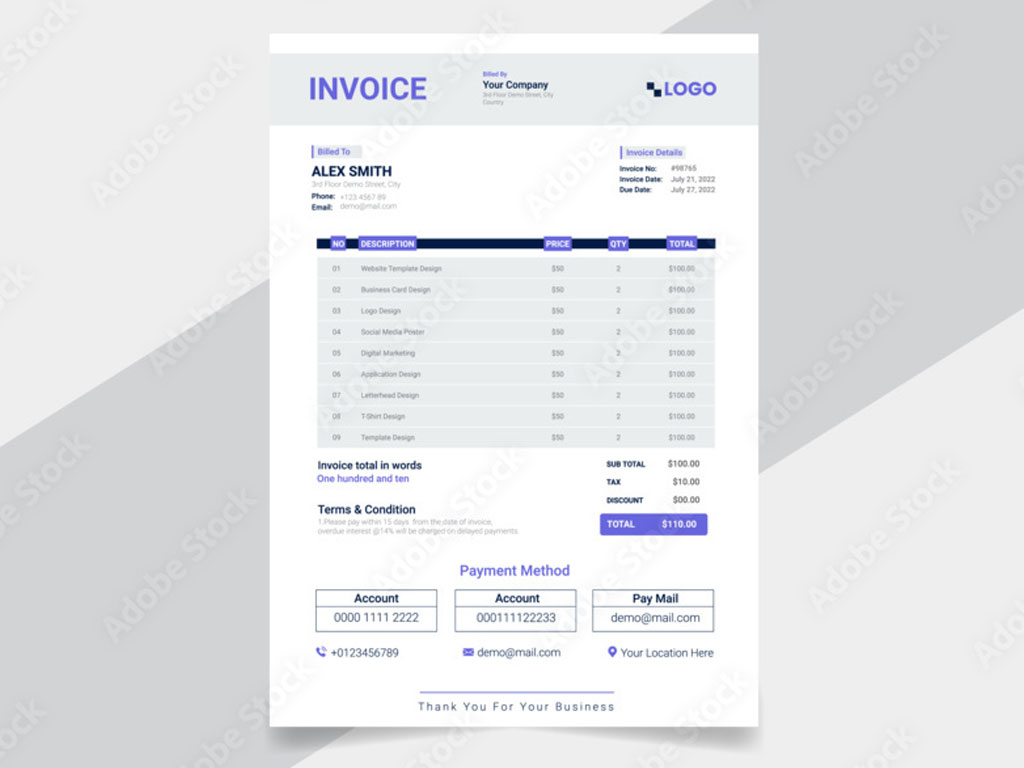 INVOICE
Billed By
Your Company
3rd Floor Demo Street, City
Country
LOGO
Billed To
ALEX SMITH
3rd Floor Demo Street, City
Phone: +123 4567 89
Email: demo@mail.com
Invoice Details
Invoice No: #98765
Invoice Date: July 21, 2022
Due Date: July 27, 2022
NO DESCRIPTION PRICE QTY TOTAL
01 Website Template Design $50 2 $100.00
02 Business Card Design $50 2 $100.00
03 Logo Design $50 2 $100.00
04 Social Media Poster $50 2 $100.00
05 Digital Marketing $50 2 $100.00
06 Application Design $50 2 $100.00
07 Letterhead Design $50 2 $100.00
08 T-Shirt Design $50 2 $100.00
09 Template Design $50 2 $100.00
Invoice total in words
One hundred and ten
SUB TOTAL $100.00
TAX $10.00
DISCOUNT $00.00
TOTAL $110.00
Terms & Condition
1.Please pay within 15 days from the,date of invoice,
overdue interest @14% will be charged on delayed payments.
Payment Method
Account
0000 1111 2222
Account
000111122233
Pay Mail
demo@mail.com
+0123456789
demo@mail.com
Your Location Here
Thank You For Your Business
Adobe Stock